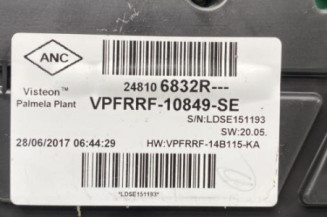 ANC
Visteon™
Palmela Plant
24810 6832R---
VPFRRF-10849-SE
S/N:LDSE151193
SW:20.05.
28/06/2017 06:44:29
HW:VPFRRF-14B115-KA
*LDSE151193*